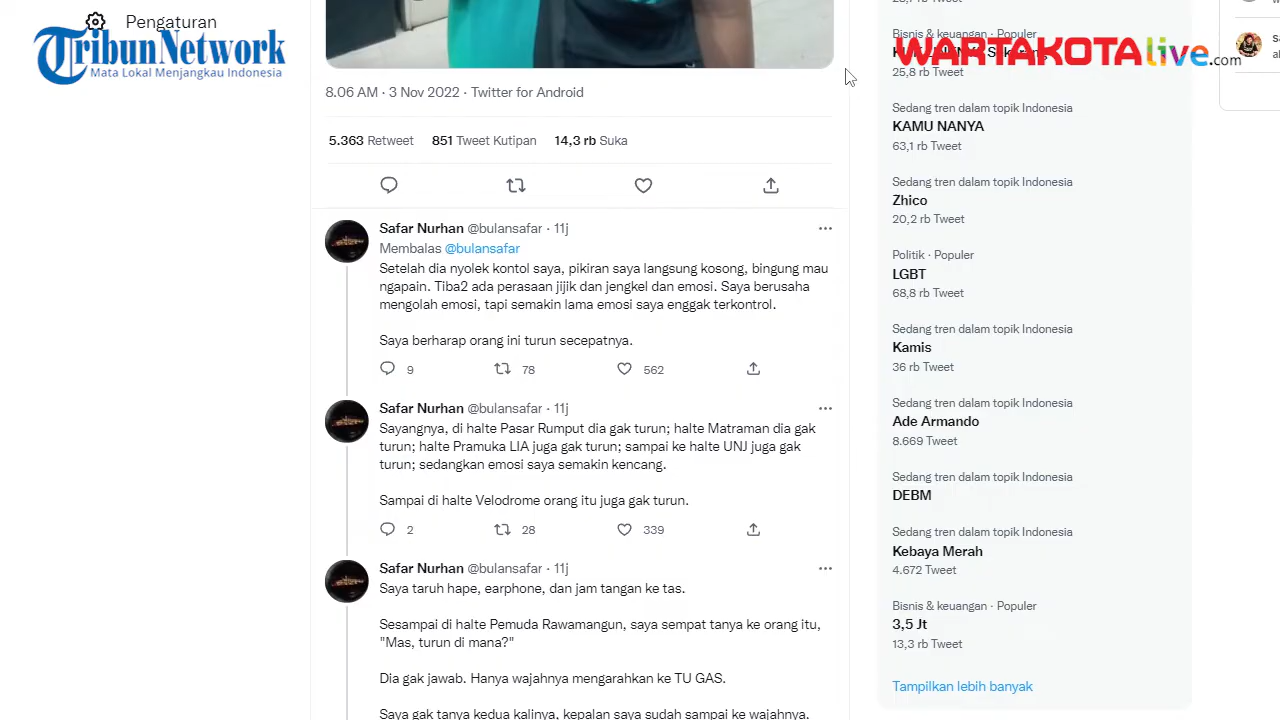 Pengaturan
TribunNetwork
Mata Lokal Menjangkau Indonesia
8.06 AM · 3 Nov 2022 · Twitter for Android
5.363 Retweet 851 Tweet Kutipan 14,3 rb Suka
Safar Nurhan @bulansafar · 11j
Membalas @bulansafar
Setelah dia nyolek kontol saya, pikiran saya langsung kosong, bingung mau
ngapain. Tiba2 ada perasaan jijik dan jengkel dan emosi. Saya berusaha
mengolah emosi, tapi semakin lama emosi saya enggak terkontrol.
Saya berharap orang ini turun secepatnya.
9 78 562
Safar Nurhan @bulansafar · 11j
Sayangnya, di halte Pasar Rumput dia gak turun; halte Matraman dia gak
turun; halte Pramuka LIA juga gak turun; sampai ke halte UNJ juga gak
turun; sedangkan emosi saya semakin kencang.
Sampai di halte Velodrome orang itu juga gak turun.
2 28 339
Safar Nurhan @bulansafar · 11j
Saya taruh hape, earphone, dan jam tangan ke tas.
Sesampai di halte Pemuda Rawamangun, saya sempat tanya ke orang itu,
"Mas, turun di mana?"
Dia gak jawab. Hanya wajahnya mengarahkan ke TU GAS.
Saya gak tanya kedua kalinya, kepalan saya sudah sampai ke wajahnya.
Bisnis & keuangan · Populer
WARTAKOTAlive.com
25,8 rb Tweet
Sedang tren dalam topik Indonesia
KAMU NANYA
63,1 rb Tweet
Sedang tren dalam topik Indonesia
Zhico
20,2 rb Tweet
Politik · Populer
LGBT
68,8 rb Tweet
Sedang tren dalam topik Indonesia
Kamis
36 rb Tweet
Sedang tren dalam topik Indonesia
Ade Armando
8.669 Tweet
Sedang tren dalam topik Indonesia
DEBM
Sedang tren dalam topik Indonesia
Kebaya Merah
4.672 Tweet
Bisnis & keuangan · Populer
3,5 Jt
13,3 rb Tweet
Tampilkan lebih banyak